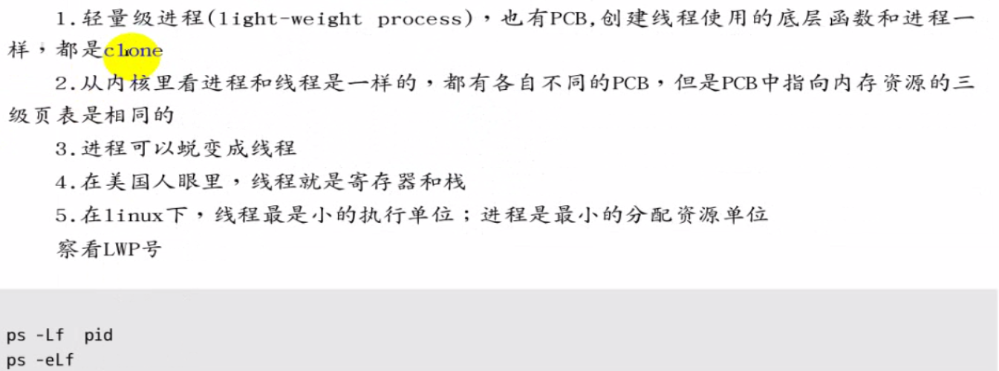 1.轻量级进程(light-weight process)，也有PCB,创建线程使用的底层函数和进程一
样，都是clone
2.从内核里看进程和线程是一样的，都有各自不同的PCB，但是PCB中指向内存资源的三
级页表是相同的
3.进程可以蜕变成线程
4.在美国人眼里，线程就是寄存器和栈
5.在linux下，线程最是小的执行单位；进程是最小的分配资源单位
察看LWP号
ps -Lf  pid
ps -eLf